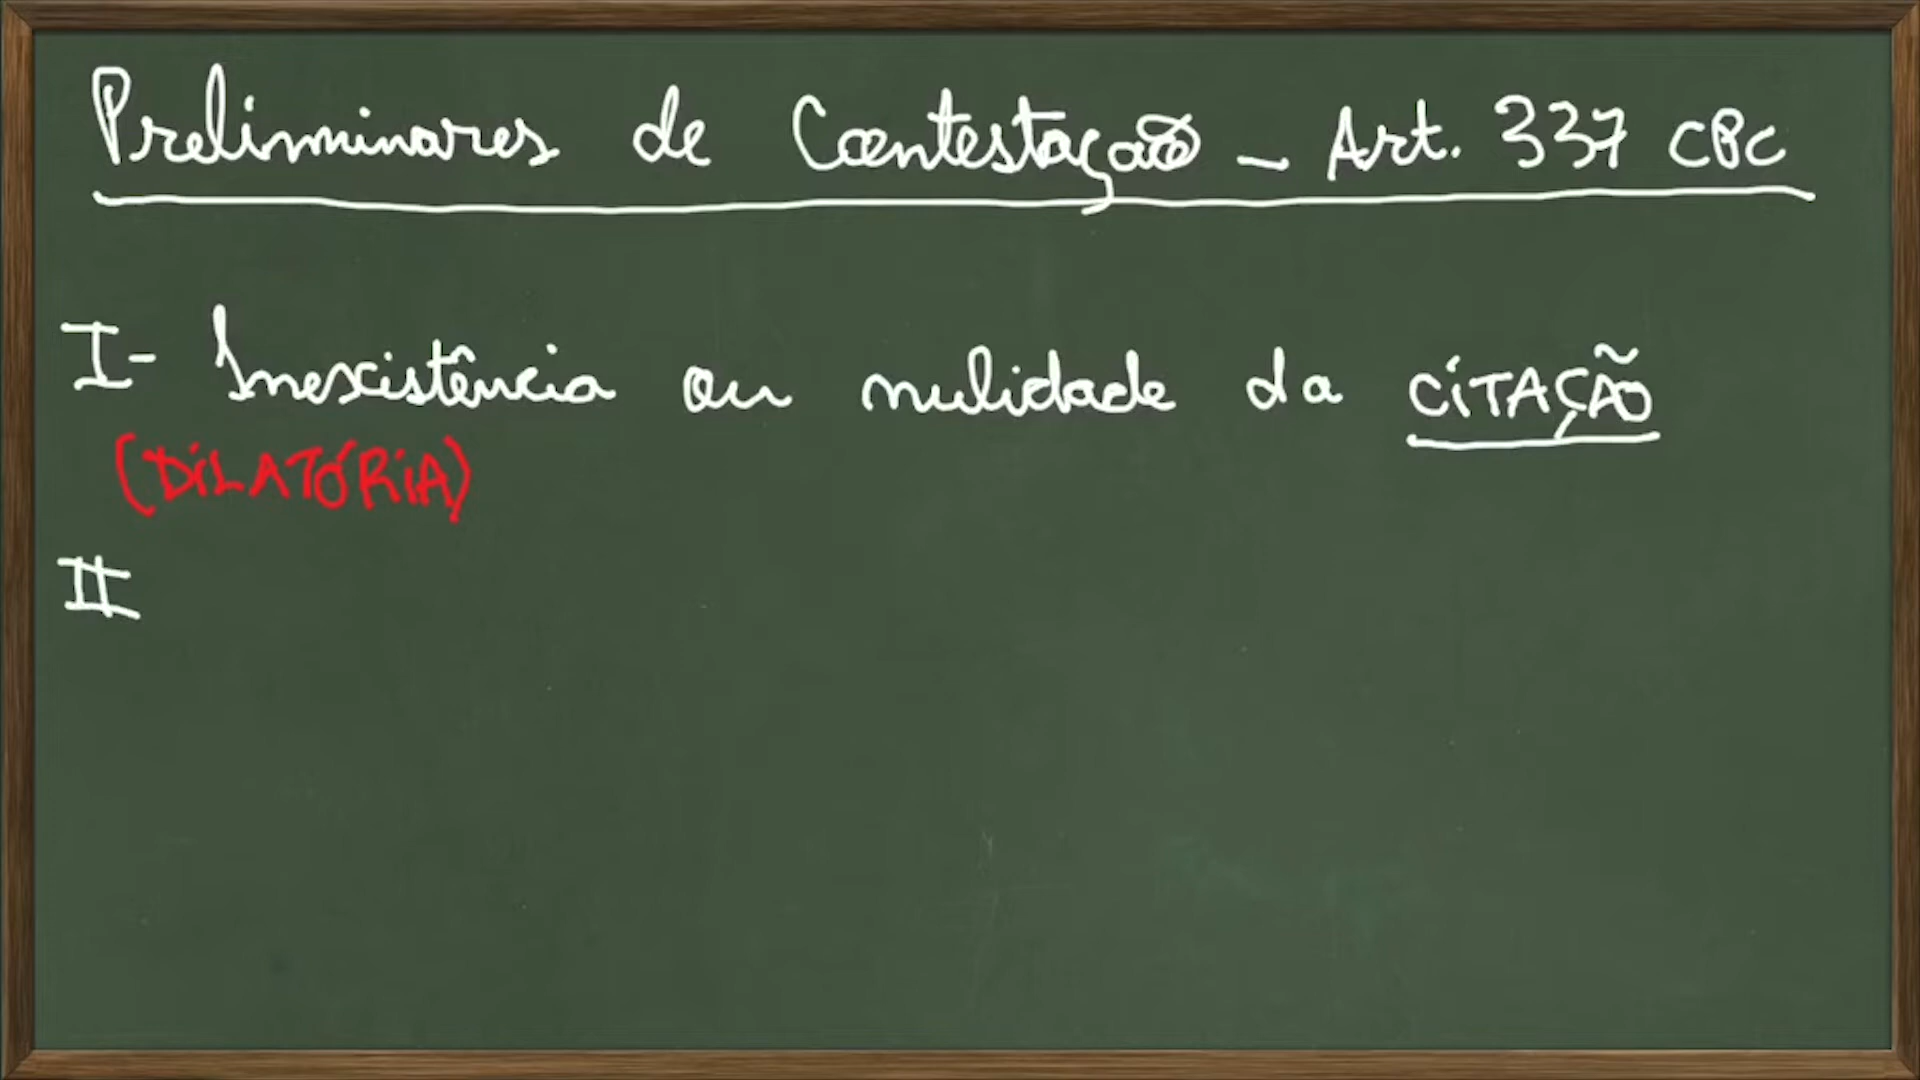 Preliminares de Contestação - Art. 337 CPC
I- Inexistência ou nulidade da CITAÇÃO
(DILATÓRIA)
II